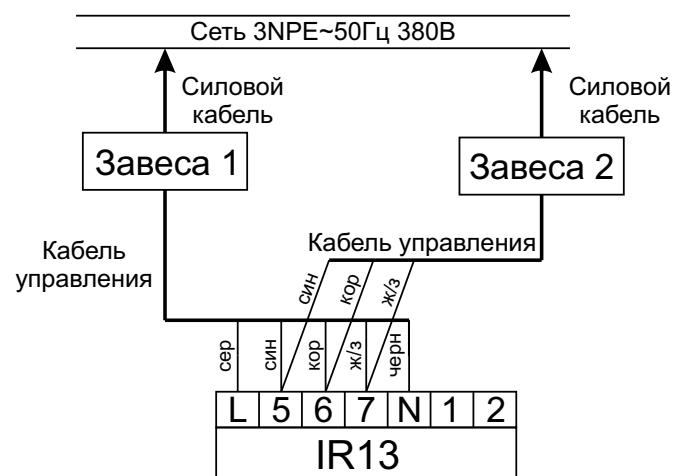 Сеть 3NPE~50Гц 380В
Силовой
кабель
Силовой
кабель
Завеса 1
Завеса 2
Кабель
управления
Кабель управления
син
кор
ж/з
сер
син
кор
ж/з
черн
L 5 6 7 N 1 2
IR13